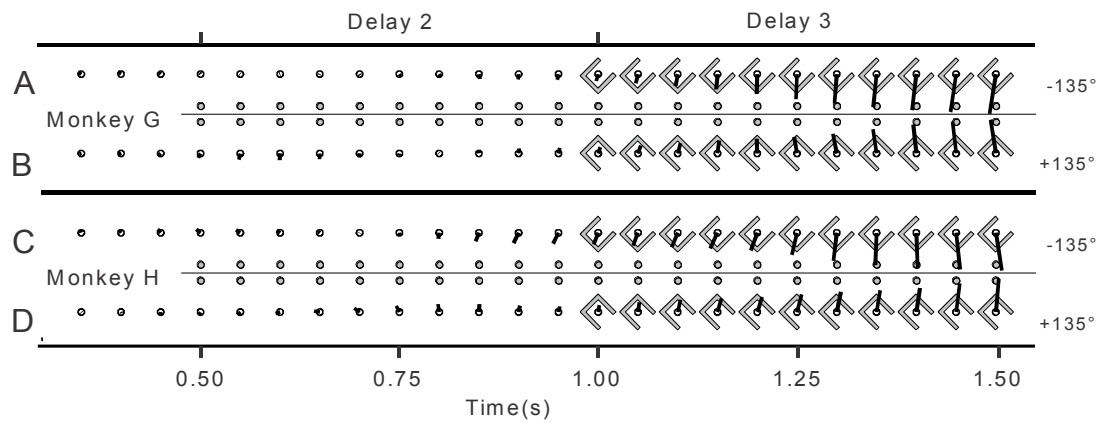 Delay 2 Delay 3
A -135°
Monkey G
B +135°
C -135°
Monkey H
D +135°
0.50 0.75 1.00 1.25 1.50
Time(s)